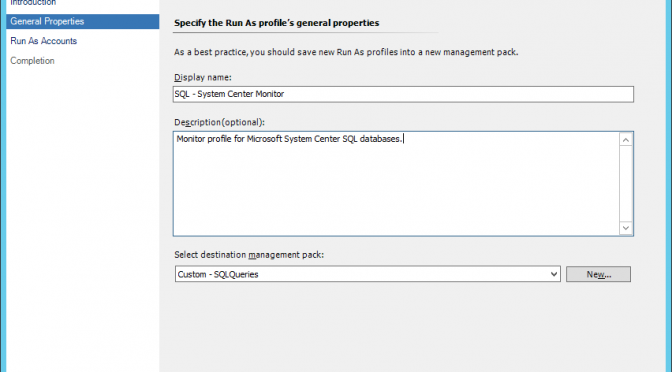 Introduction
General Properties
Run As Accounts
Completion
Specify the Run As profile's general properties
As a best practice, you should save new Run As profiles into a new management pack.
Display name:
SQL - System Center Monitor
Description(optional):
Monitor profile for Microsoft System Center SQL databases.
Select destination management pack:
Custom - SQLQueries
New...